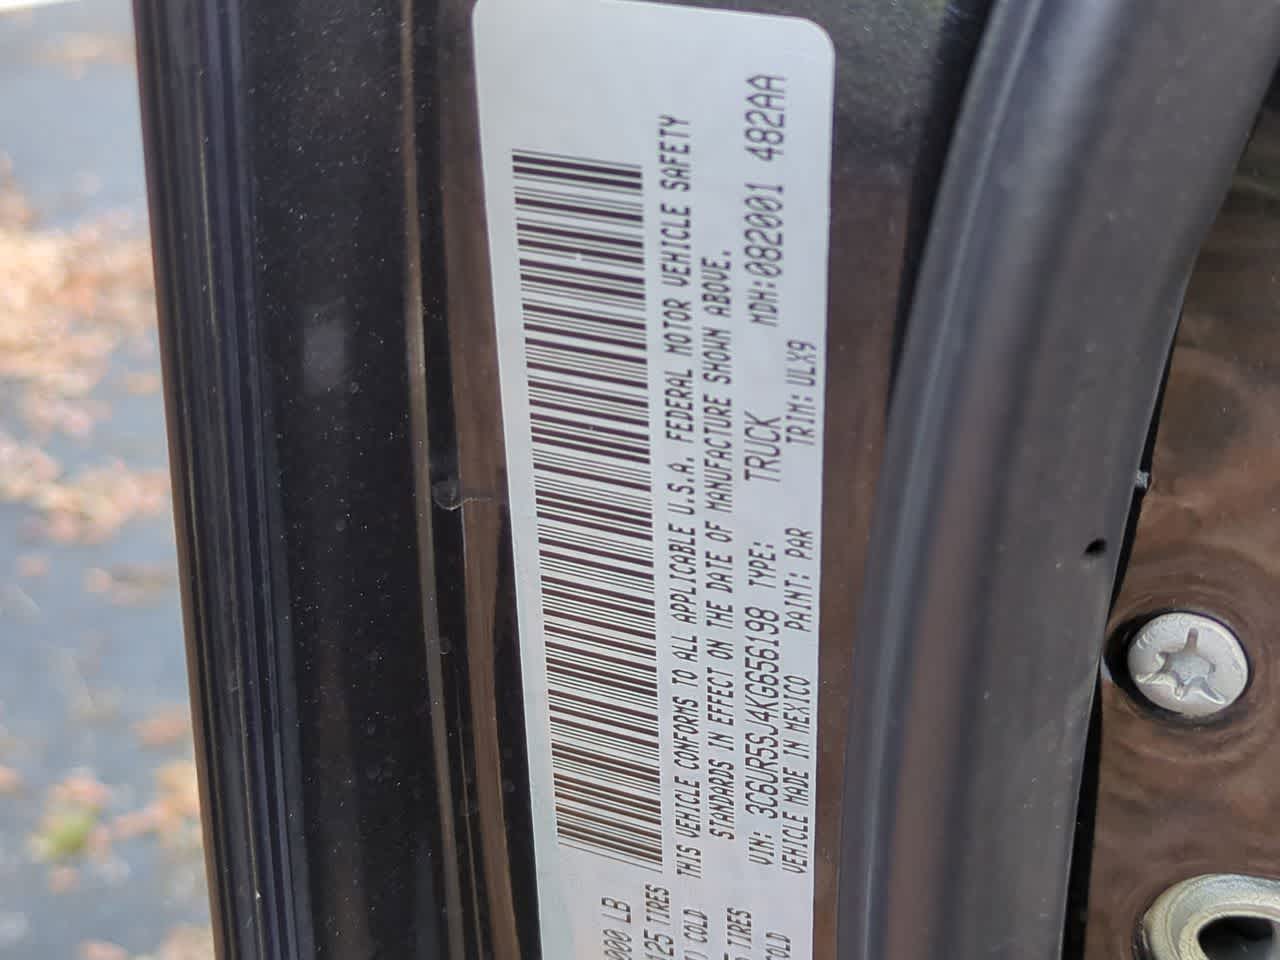 000 LB
125 TIRES
) COLD
TIRES
COLD
THIS VEHICLE CONFORMS TO ALL APPLICABLE U.S.A. FEDERAL MOTOR VEHICLE SAFETY
STANDARDS IN EFFECT ON THE DATE OF MANUFACTURE SHOWN ABOVE.
VIN: 3C6UR5SJ4KG656198 TYPE: TRUCK MDH:082001 482AA
VEHICLE MADE IN MEXICO PAINT: PAR TRIM: ULX9